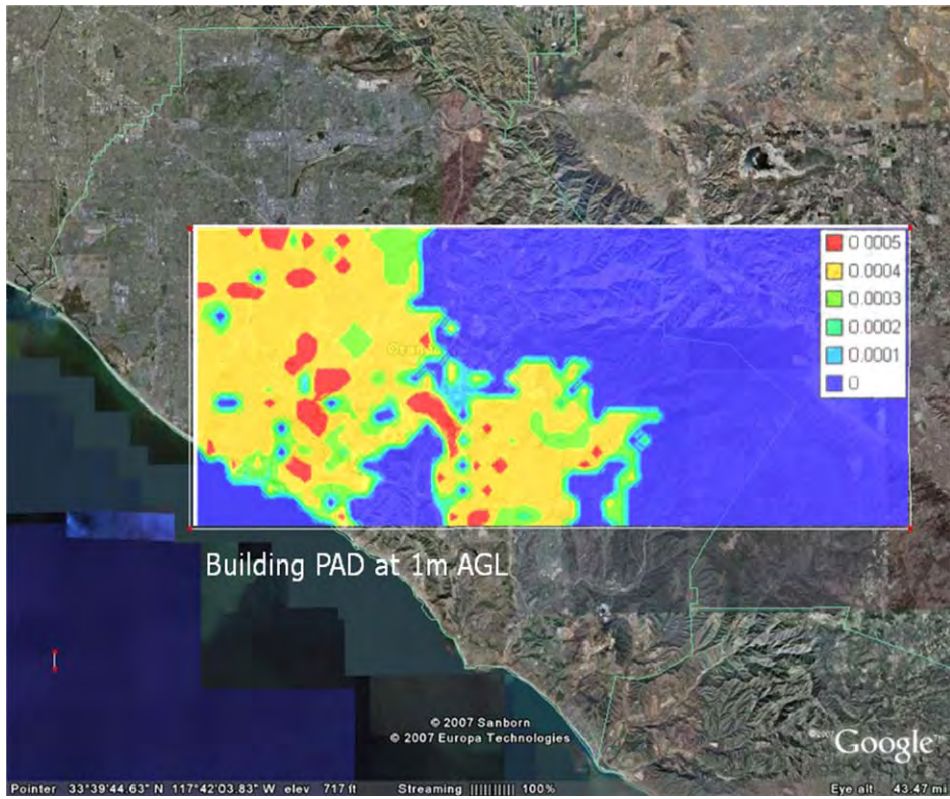 0.0005
0.0004
0.0003
0.0002
0.0001
0
Building PAD at 1m AGL
© 2007 Sanborn
© 2007 Europa Technologies
©2007 Google™
Pointer 33°39'44.63" N 117°42'03.83" W elev 717 ft Streaming |||||||||| 100% Eye alt 43.47 mi